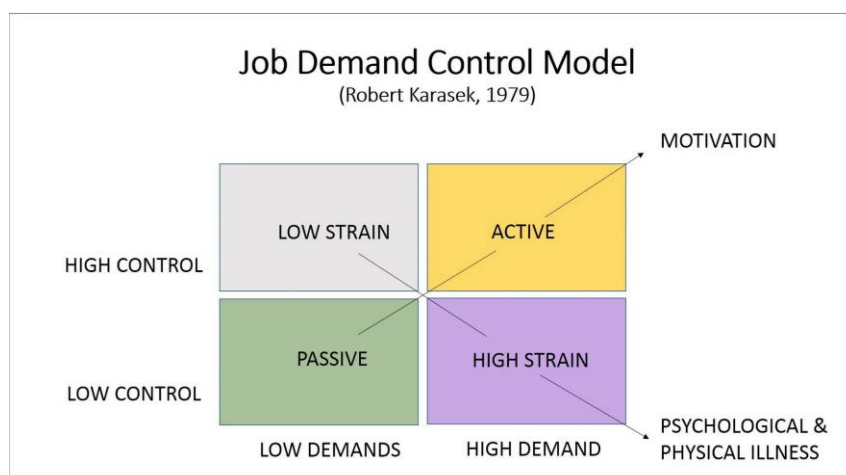 Job Demand Control Model
(Robert Karasek, 1979)
MOTIVATION
LOW STRAIN
ACTIVE
HIGH CONTROL
PASSIVE
HIGH STRAIN
LOW CONTROL
LOW DEMANDS
HIGH DEMAND
PSYCHOLOGICAL &
PHYSICAL ILLNESS